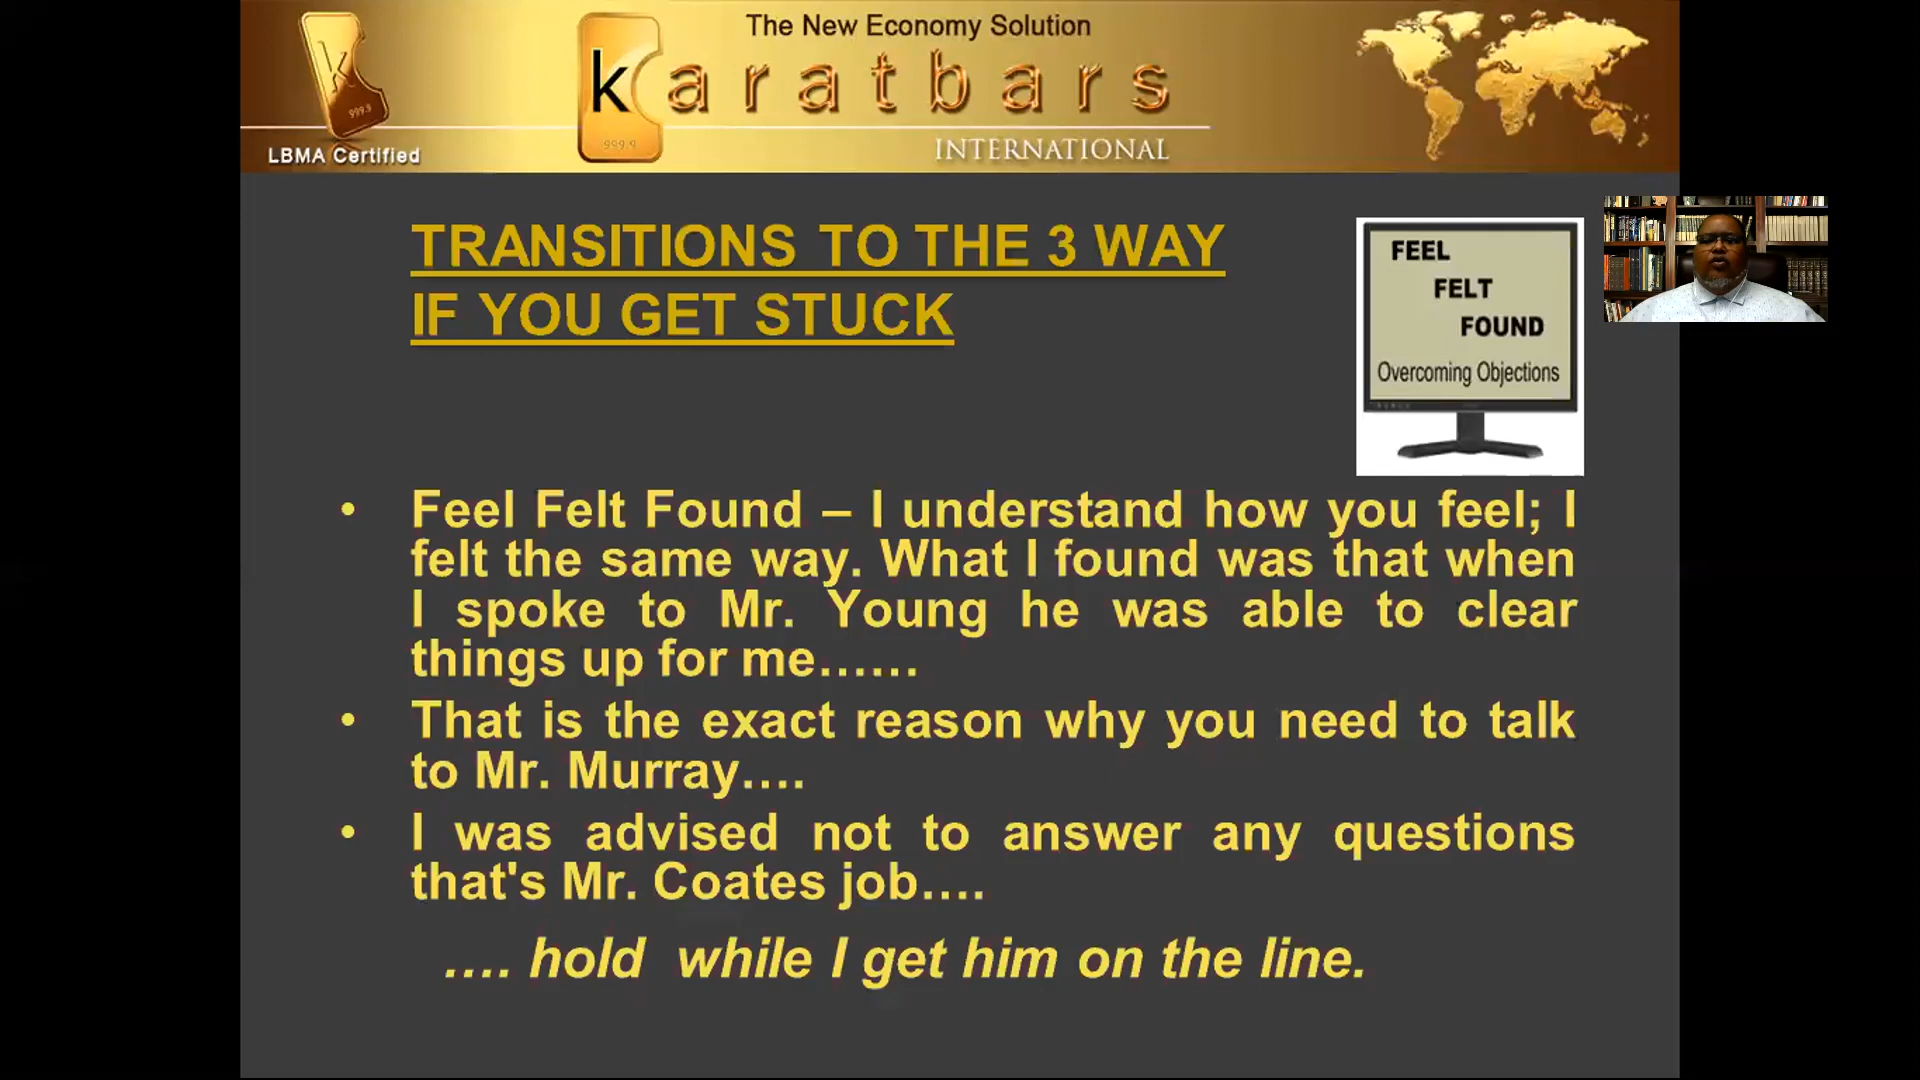 The New Economy Solution
karatbars
INTERNATIONAL
999.9
LBMA Certified
999.9
TRANSITIONS TO THE 3 WAY
IF YOU GET STUCK
FEEL
FELT
FOUND
Overcoming Objections
• Feel Felt Found – I understand how you feel; I
felt the same way. What I found was that when
I spoke to Mr. Young he was able to clear
things up for me……
• That is the exact reason why you need to talk
to Mr. Murray….
• I was advised not to answer any questions
that's Mr. Coates job….
…. hold while I get him on the line.